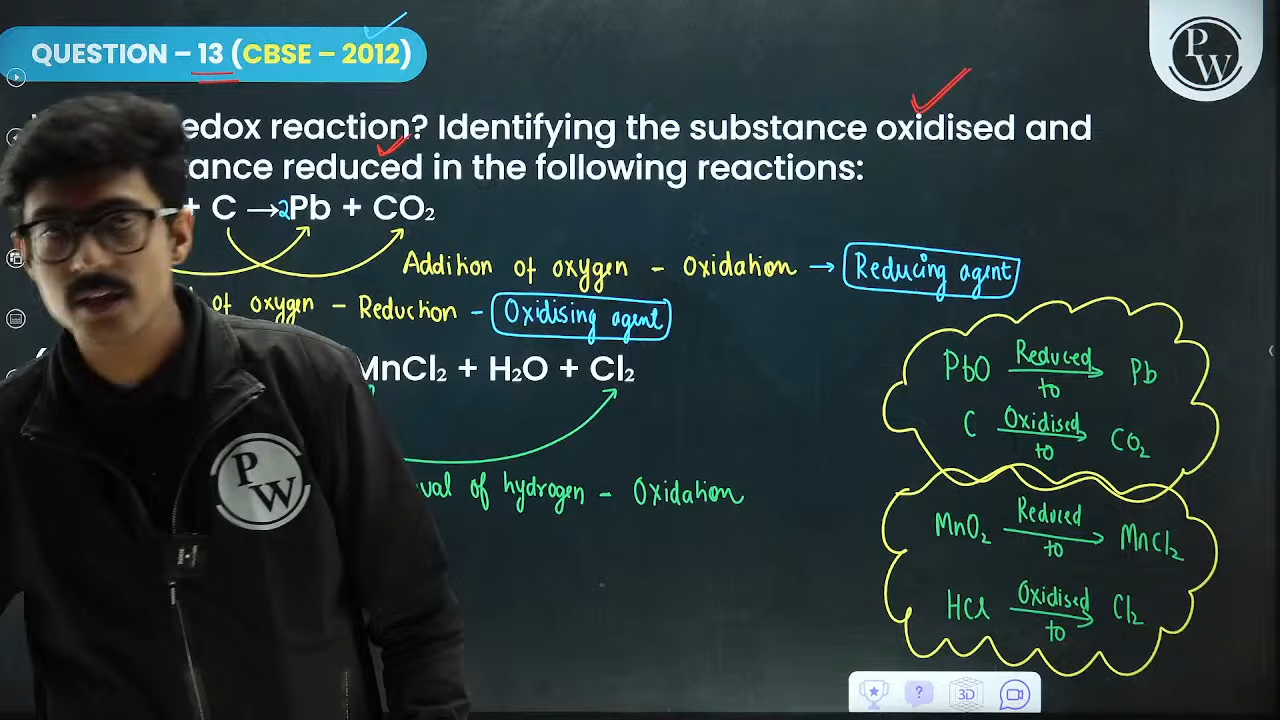 QUESTION – 13 (CBSE – 2012)
PW
edox reaction? Identifying the substance oxidised and
tance reduced in the following reactions:
+ C → 2Pb + CO₂
Addition of oxygen - Oxidation → Reducing agent
of oxygen - Reduction - Oxidising agent
MnCl₂ + H₂O + Cl₂
PbO Reduced to Pb
C Oxidised to CO₂
PW
val of hydrogen - Oxidation
MnO₂ Reduced to MnCl₂
HCl Oxidised to Cl₂
3D